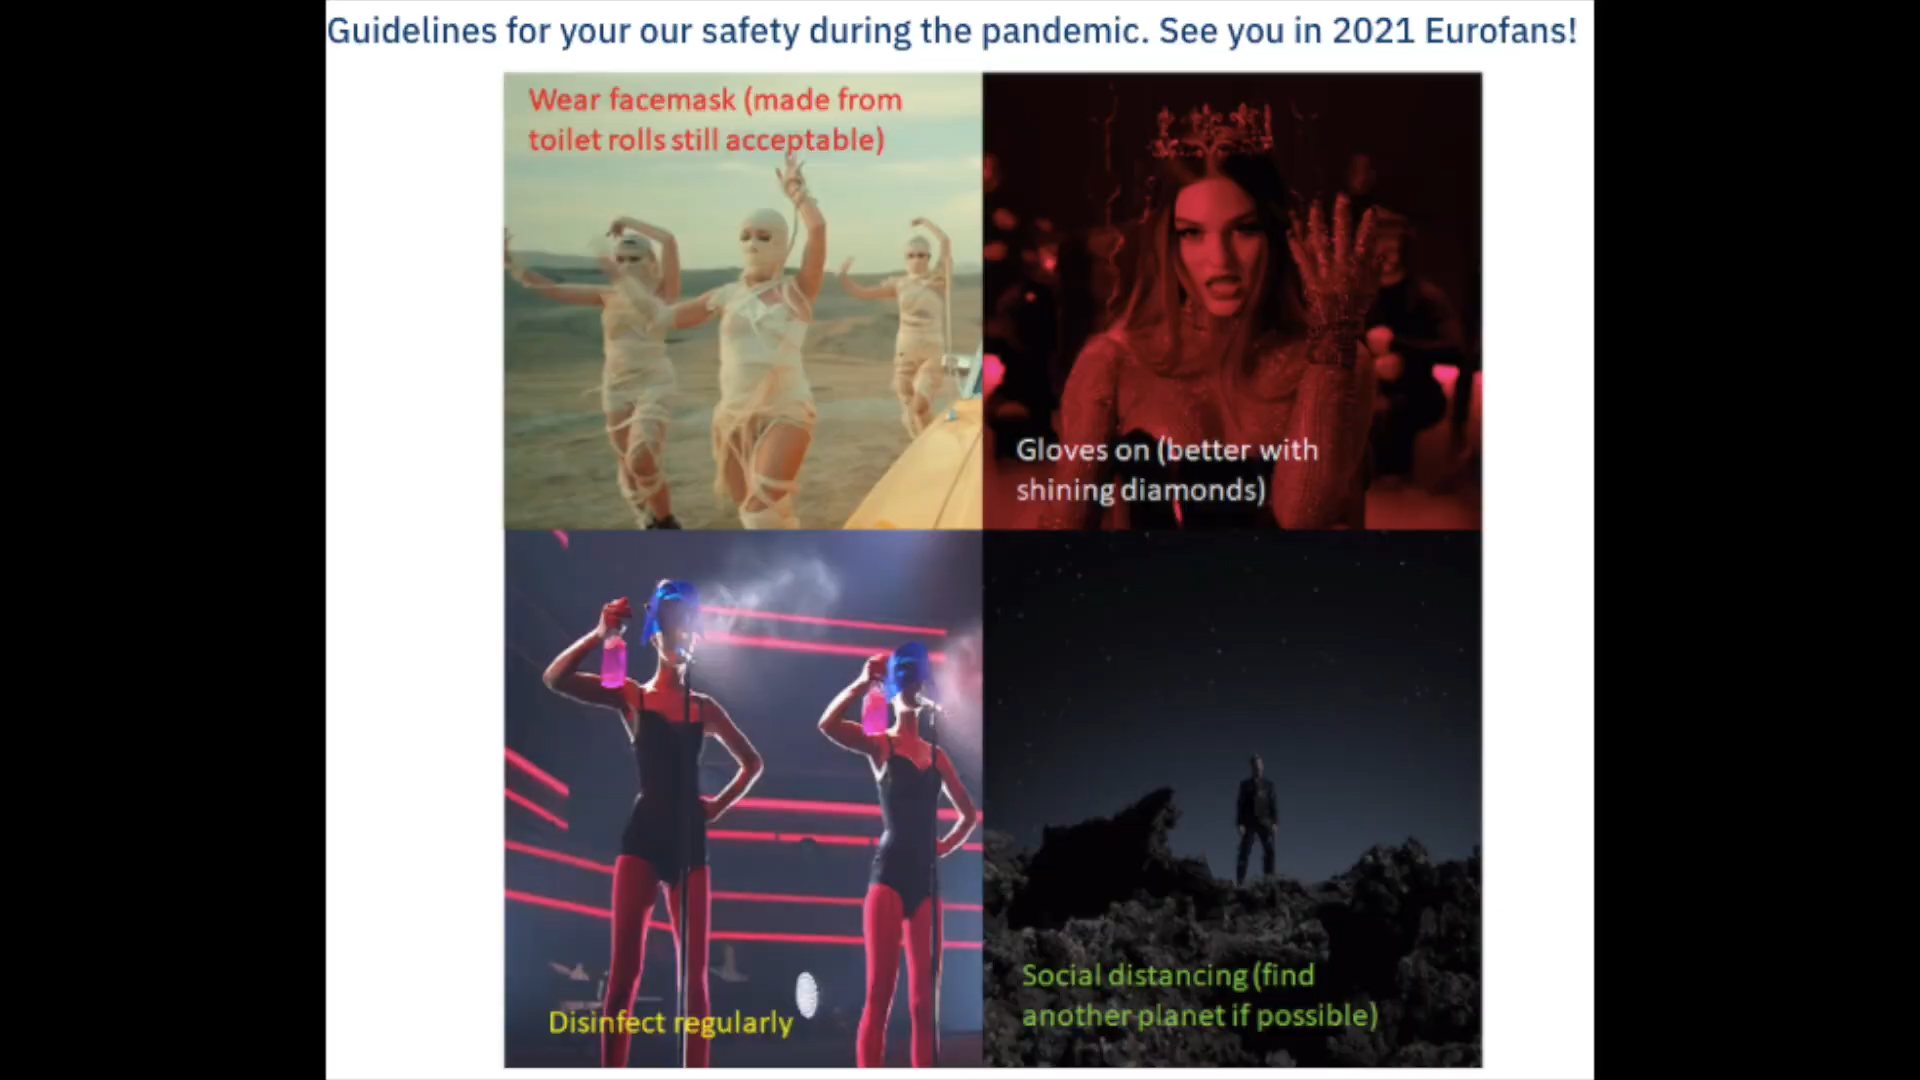 Guidelines for your our safety during the pandemic. See you in 2021 Eurofans!
Wear facemask (made from
toilet rolls still acceptable)
Gloves on (better with
shining diamonds)
Disinfect regularly
Social distancing (find
another planet if possible)